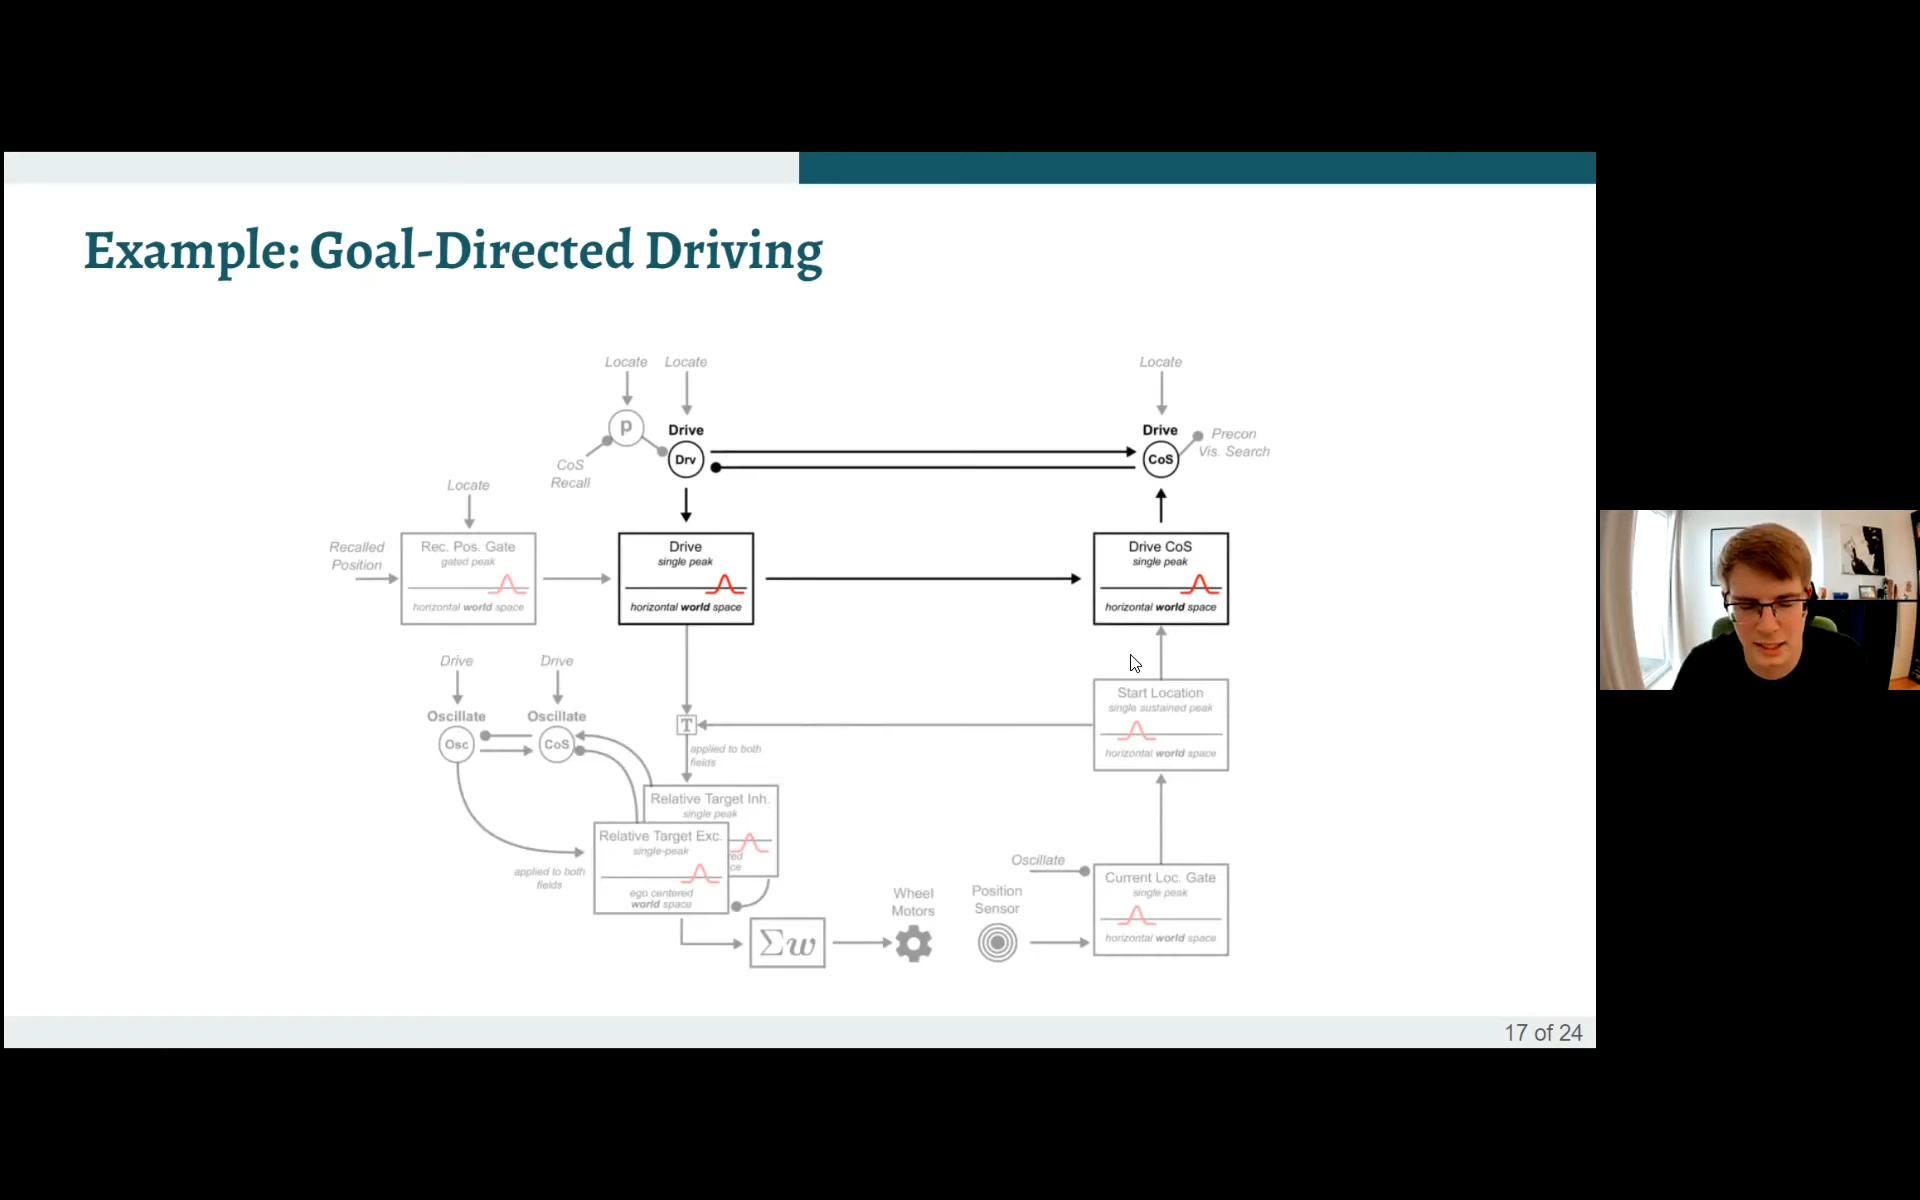 Example: Goal-Directed Driving
Locate
Locate
Locate
p
Drive
Drv
Drive
CoS
Precon
Vis. Search
CoS
Recall
Locate
Recalled
Position
Rec. Pos. Gate
gated peak
horizontal world space
Drive
single peak
horizontal world space
Drive CoS
single peak
horizontal world space
Drive
Drive
Oscillate
Osc
Oscillate
CoS
T
applied to both
fields
Start Location
single sustained peak
horizontal world space
Relative Target Inh.
single peak
red
ce
Relative Target Exc.
single-peak
ego centered
world space
applied to both
fields
Σw
Wheel
Motors
Position
Sensor
Oscillate
Current Loc. Gate
single peak
horizontal world space
17 of 24